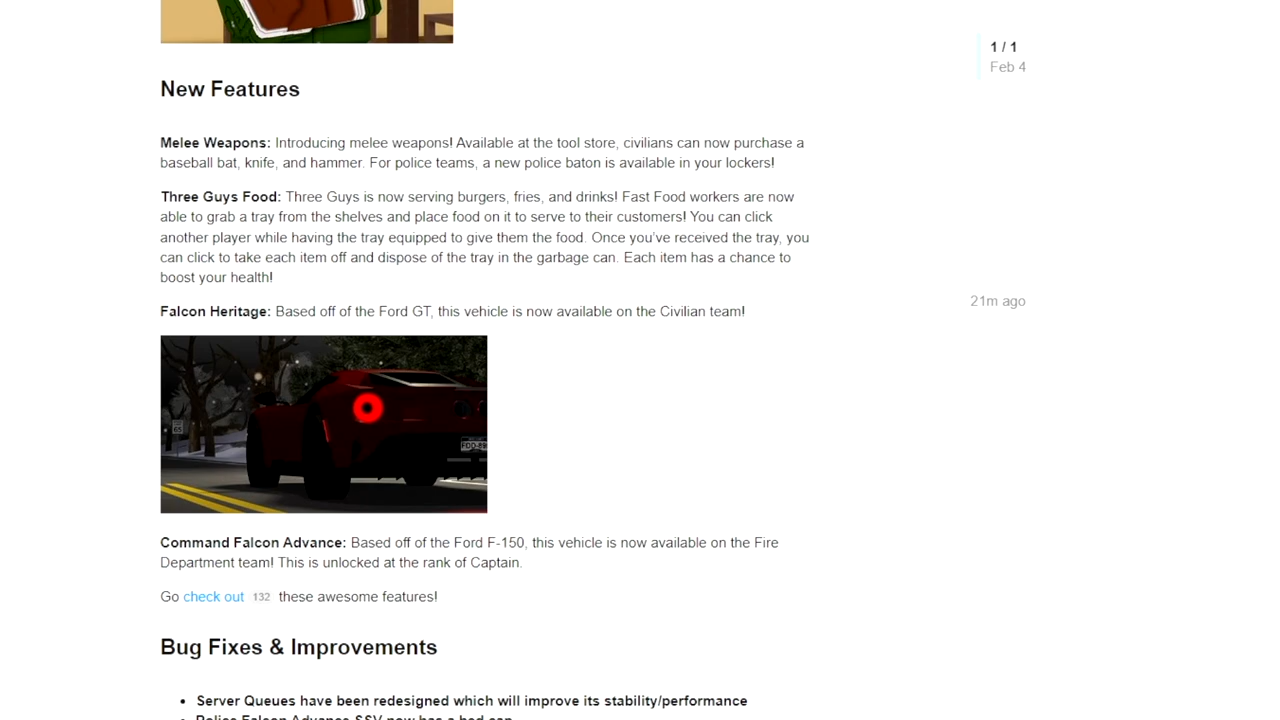 1 / 1
Feb 4
New Features
Melee Weapons: Introducing melee weapons! Available at the tool store, civilians can now purchase a
baseball bat, knife, and hammer. For police teams, a new police baton is available in your lockers!
Three Guys Food: Three Guys is now serving burgers, fries, and drinks! Fast Food workers are now
able to grab a tray from the shelves and place food on it to serve to their customers! You can click
another player while having the tray equipped to give them the food. Once you've received the tray, you
can click to take each item off and dispose of the tray in the garbage can. Each item has a chance to
boost your health!
21m ago
Falcon Heritage: Based off of the Ford GT, this vehicle is now available on the Civilian team!
65
Command Falcon Advance: Based off of the Ford F-150, this vehicle is now available on the Fire
Department team! This is unlocked at the rank of Captain.
Go check out 132 these awesome features!
Bug Fixes & Improvements
• Server Queues have been redesigned which will improve its stability/performance
• Police Falcon Advance SSV now has a bed cap